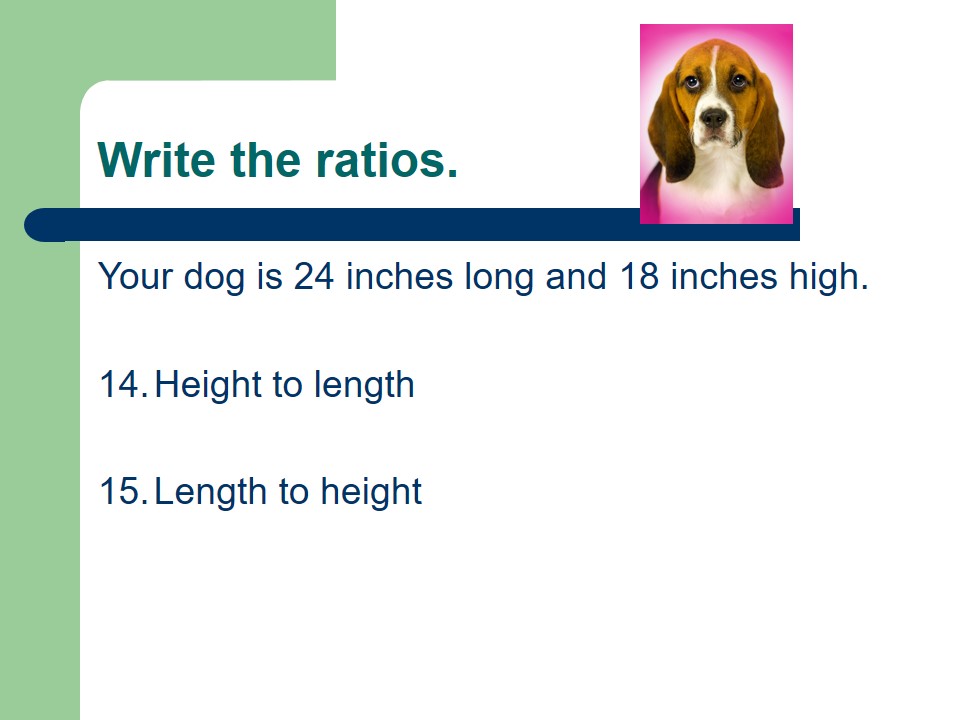 Write the ratios.
Your dog is 24 inches long and 18 inches high.
14. Height to length
15. Length to height